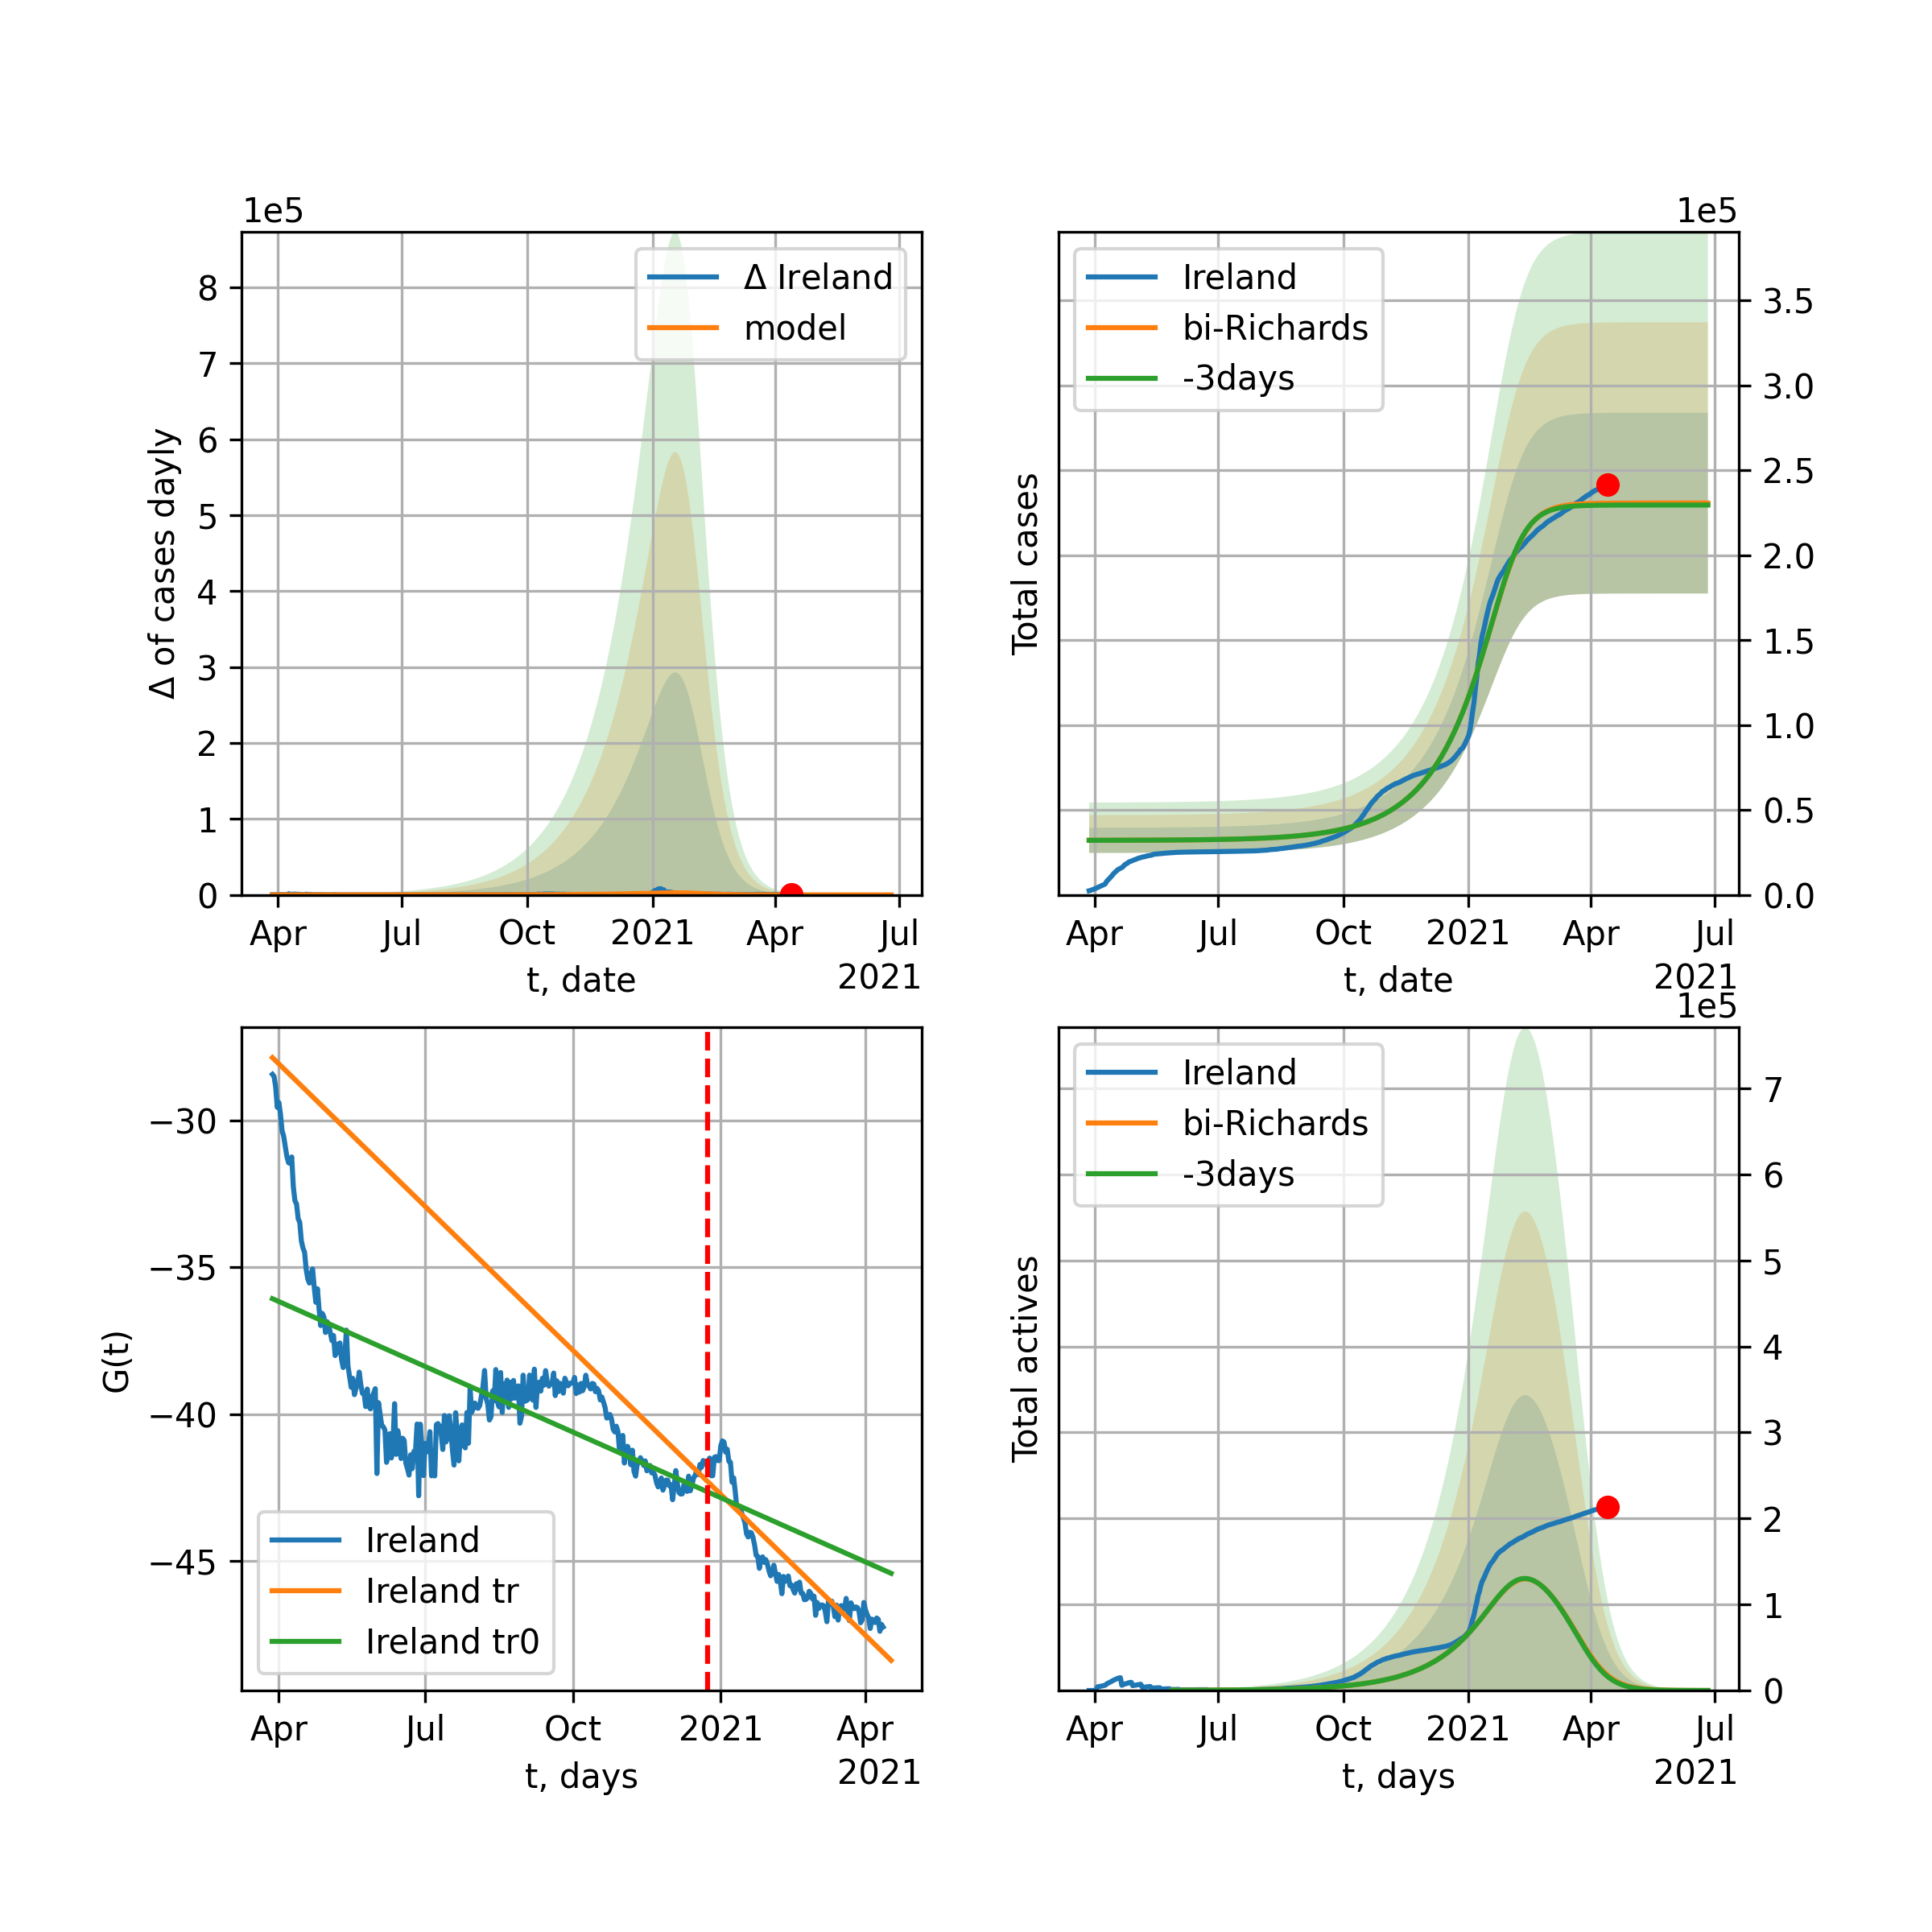 1e5
Δ Ireland
model
8
7
6
5
4
3
2
1
0
Δ of cases dayly
Apr
Jul
Oct
2021
Apr
Jul
2021
t, date
1e5
Ireland
bi-Richards
-3days
3.5
3.0
2.5
2.0
1.5
1.0
0.5
0.0
Total cases
Apr
Jul
Oct
2021
Apr
Jul
2021
t, date
−30
−35
−40
−45
G(t)
Ireland
Ireland tr
Ireland tr0
Apr
Jul
Oct
2021
Apr
2021
t, days
1e5
Ireland
bi-Richards
-3days
7
6
5
4
3
2
1
0
Total actives
Apr
Jul
Oct
2021
Apr
Jul
2021
t, days